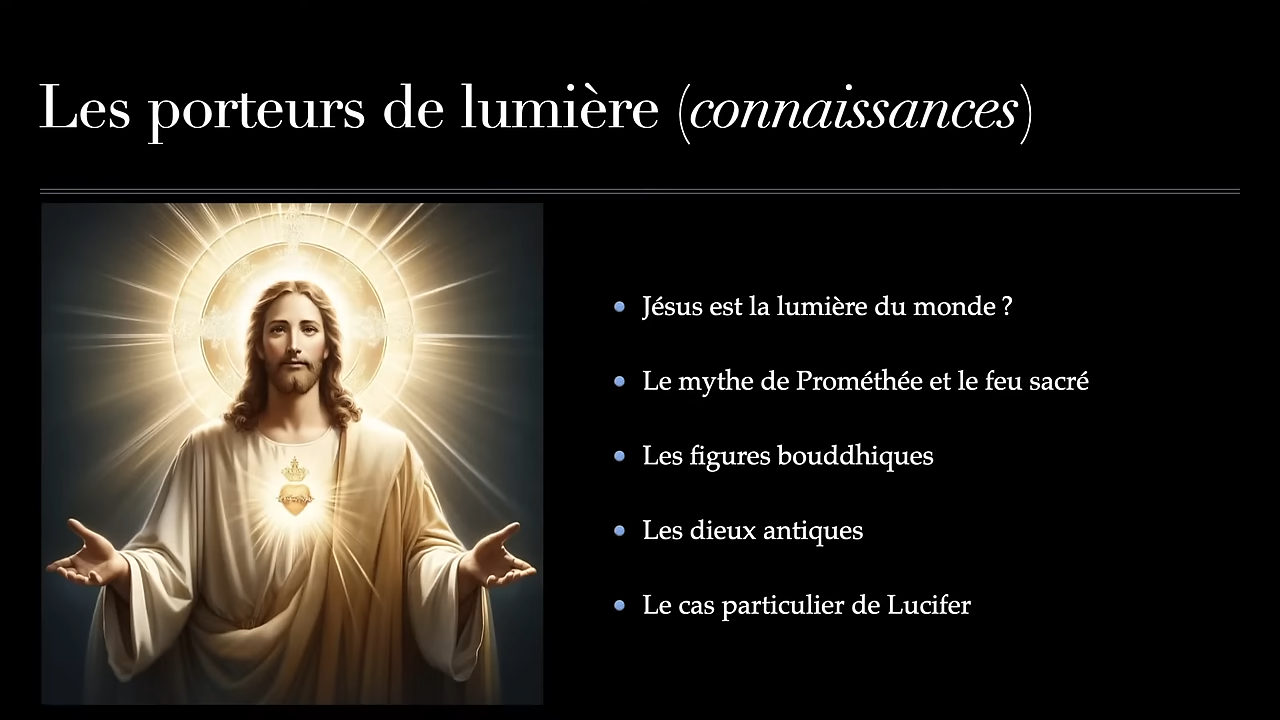 Les porteurs de lumière (connaissances)
Jésus est la lumière du monde ?
Le mythe de Prométhée et le feu sacré
Les figures bouddhiques
Les dieux antiques
Le cas particulier de Lucifer